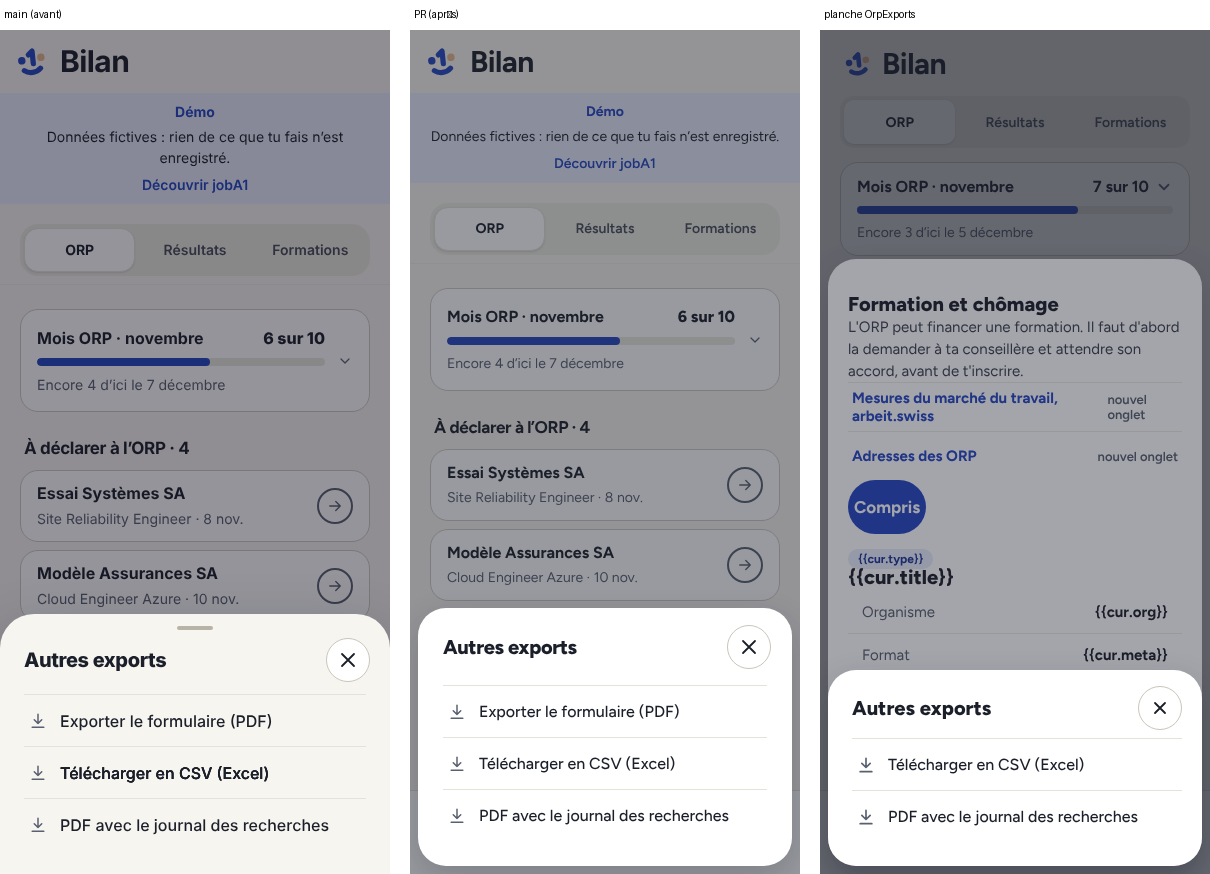 main (avant)
Bilan
Démo
Données fictives : rien de ce que tu fais n'est
enregistré.
Découvrir jobA1
ORP
Résultats
Formations
Mois ORP · novembre
6 sur 10
Encore 4 d'ici le 7 décembre
À déclarer à l'ORP · 4
Essai Systèmes SA
Site Reliability Engineer · 8 nov.
Modèle Assurances SA
Cloud Engineer Azure · 10 nov.
Autres exports
Exporter le formulaire (PDF)
Télécharger en CSV (Excel)
PDF avec le journal des recherches
PR (après)
Bilan
Démo
Données fictives : rien de ce que tu fais n'est enregistré.
Découvrir jobA1
ORP
Résultats
Formations
Mois ORP · novembre
6 sur 10
Encore 4 d'ici le 7 décembre
À déclarer à l'ORP · 4
Essai Systèmes SA
Site Reliability Engineer · 8 nov.
Modèle Assurances SA
Cloud Engineer Azure · 10 nov.
Autres exports
Exporter le formulaire (PDF)
Télécharger en CSV (Excel)
PDF avec le journal des recherches
planche OrpExports
Bilan
ORP
Résultats
Formations
Mois ORP · novembre
7 sur 10
Encore 3 d'ici le 5 décembre
Formation et chômage
L'ORP peut financer une formation. Il faut d'abord
la demander à ta conseillère et attendre son
accord, avant de t'inscrire.
Mesures du marché du travail,
arbeit.swiss
nouvel
onglet
Adresses des ORP
nouvel onglet
Compris
{{cur.type}}
{{cur.title}}
Organisme
{{cur.org}}
Format
{{cur.meta}}
Autres exports
Télécharger en CSV (Excel)
PDF avec le journal des recherches